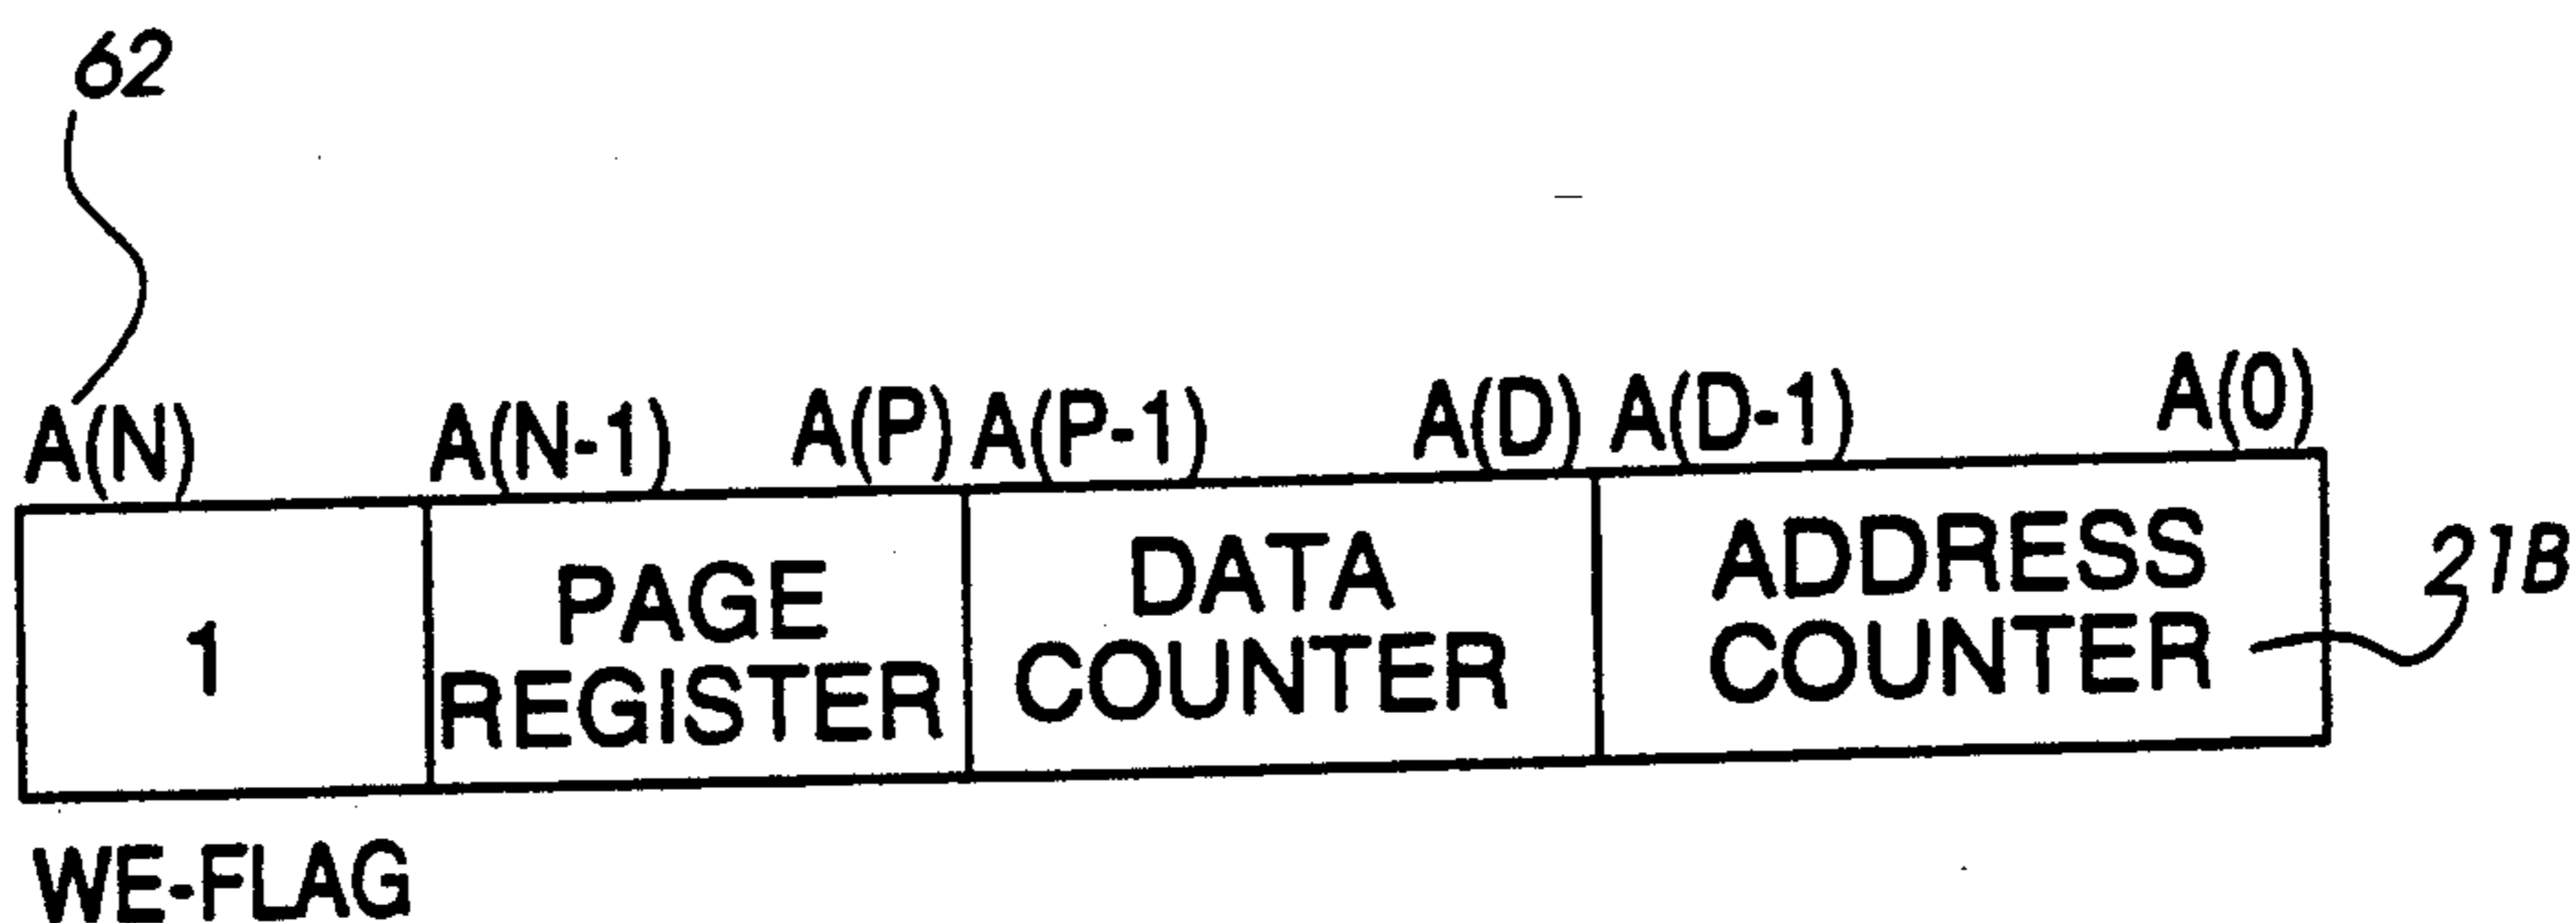 62
A(N) A(N-1) A(P) A(P-1) A(D) A(D-1) A(0)
1
PAGE
REGISTER
DATA
COUNTER
ADDRESS
COUNTER
21B
WE-FLAG